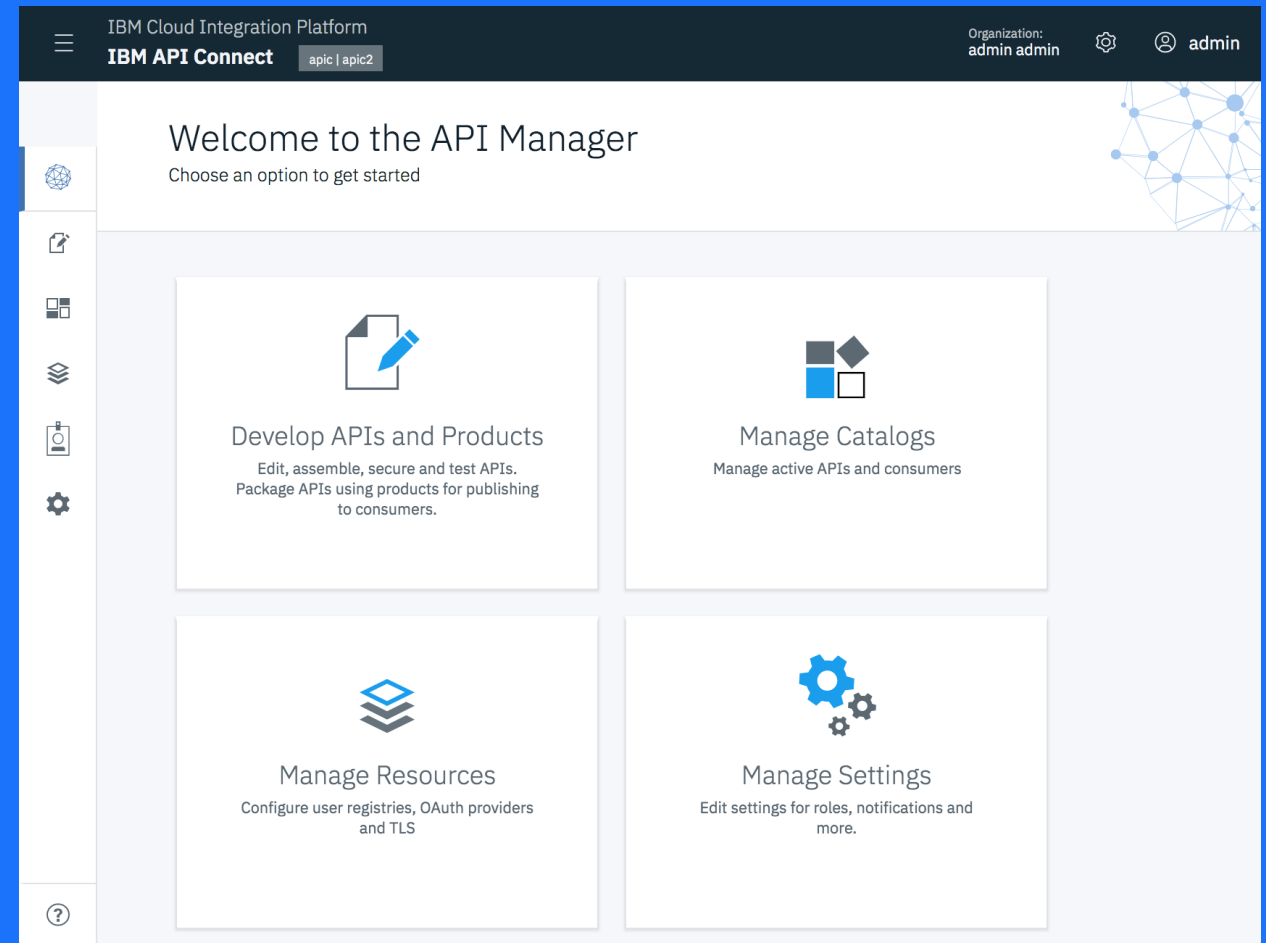 IBM Cloud Integration Platform
IBM API Connect
apic | apic2
Organization:
admin admin
admin
Welcome to the API Manager
Choose an option to get started
Develop APIs and Products
Edit, assemble, secure and test APIs.
Package APIs using products for publishing
to consumers.
Manage Catalogs
Manage active APIs and consumers
Manage Resources
Configure user registries, OAuth providers
and TLS
Manage Settings
Edit settings for roles, notifications and
more.
?